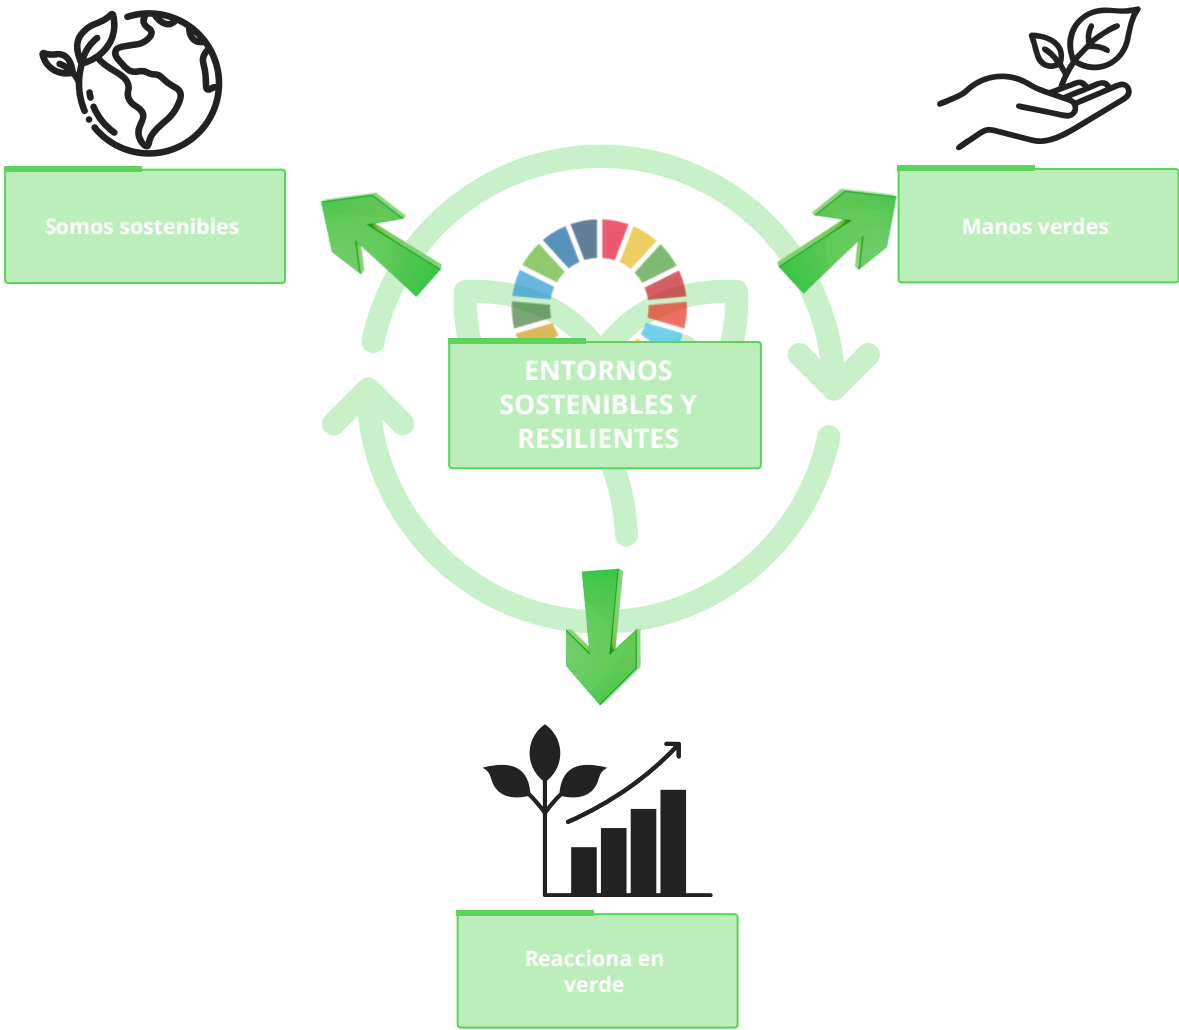 Somos sostenibles
Manos verdes
ENTORNOS
SOSTENIBLES Y
RESILIENTES
Reacciona en
verde